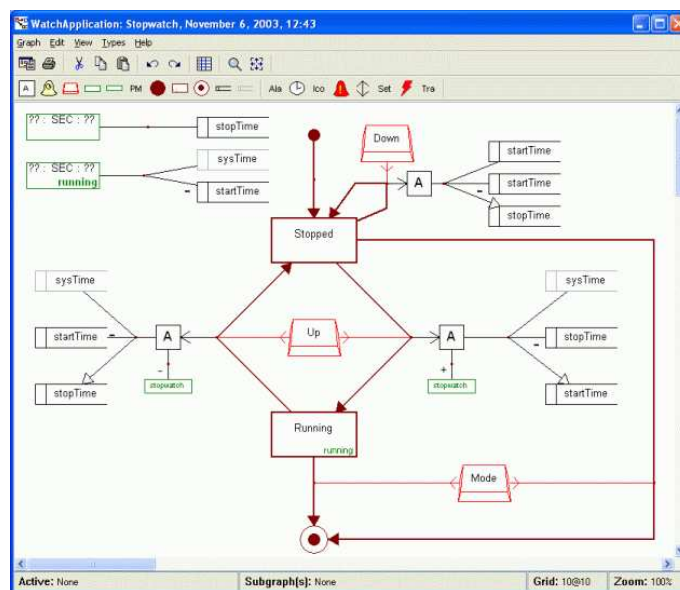 WatchApplication: Stopwatch, November 6, 2003, 12:43
Graph Edit View Types Help
A PM Ala Ico Set Tra
?? : SEC : ??
stopTime
Down
startTime
?? : SEC : ??
running
sysTime
startTime
A
startTime
stopTime
Stopped
sysTime
sysTime
startTime
A
Up
A
stopTime
stopTime
stopwatch
stopwatch
startTime
Running
running
Mode
Active: None Subgraph(s): None Grid: 10@10 Zoom: 100%